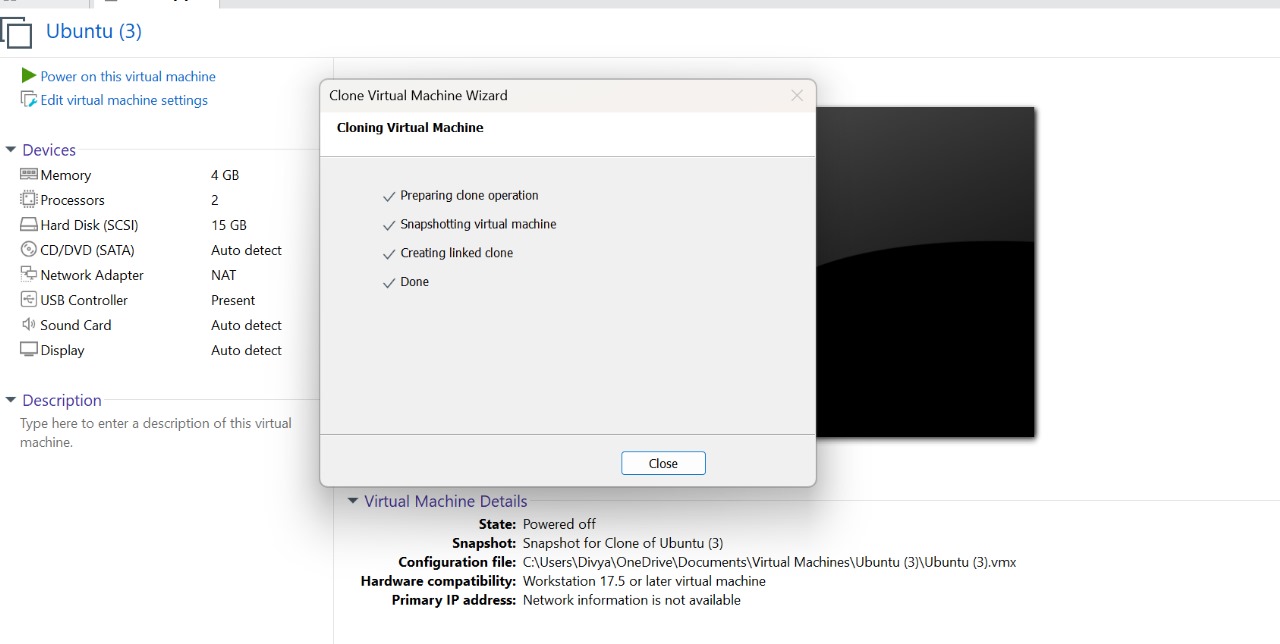 Ubuntu (3)
Power on this virtual machine
Edit virtual machine settings
Devices
Memory 4 GB
Processors 2
Hard Disk (SCSI) 15 GB
CD/DVD (SATA) Auto detect
Network Adapter NAT
USB Controller Present
Sound Card Auto detect
Display Auto detect
Description
Type here to enter a description of this virtual
machine.
Clone Virtual Machine Wizard
Cloning Virtual Machine
Preparing clone operation
Snapshotting virtual machine
Creating linked clone
Done
Close
Virtual Machine Details
State: Powered off
Snapshot: Snapshot for Clone of Ubuntu (3)
Configuration file: C:\Users\Divya\OneDrive\Documents\Virtual Machines\Ubuntu (3)\Ubuntu (3).vmx
Hardware compatibility: Workstation 17.5 or later virtual machine
Primary IP address: Network information is not available